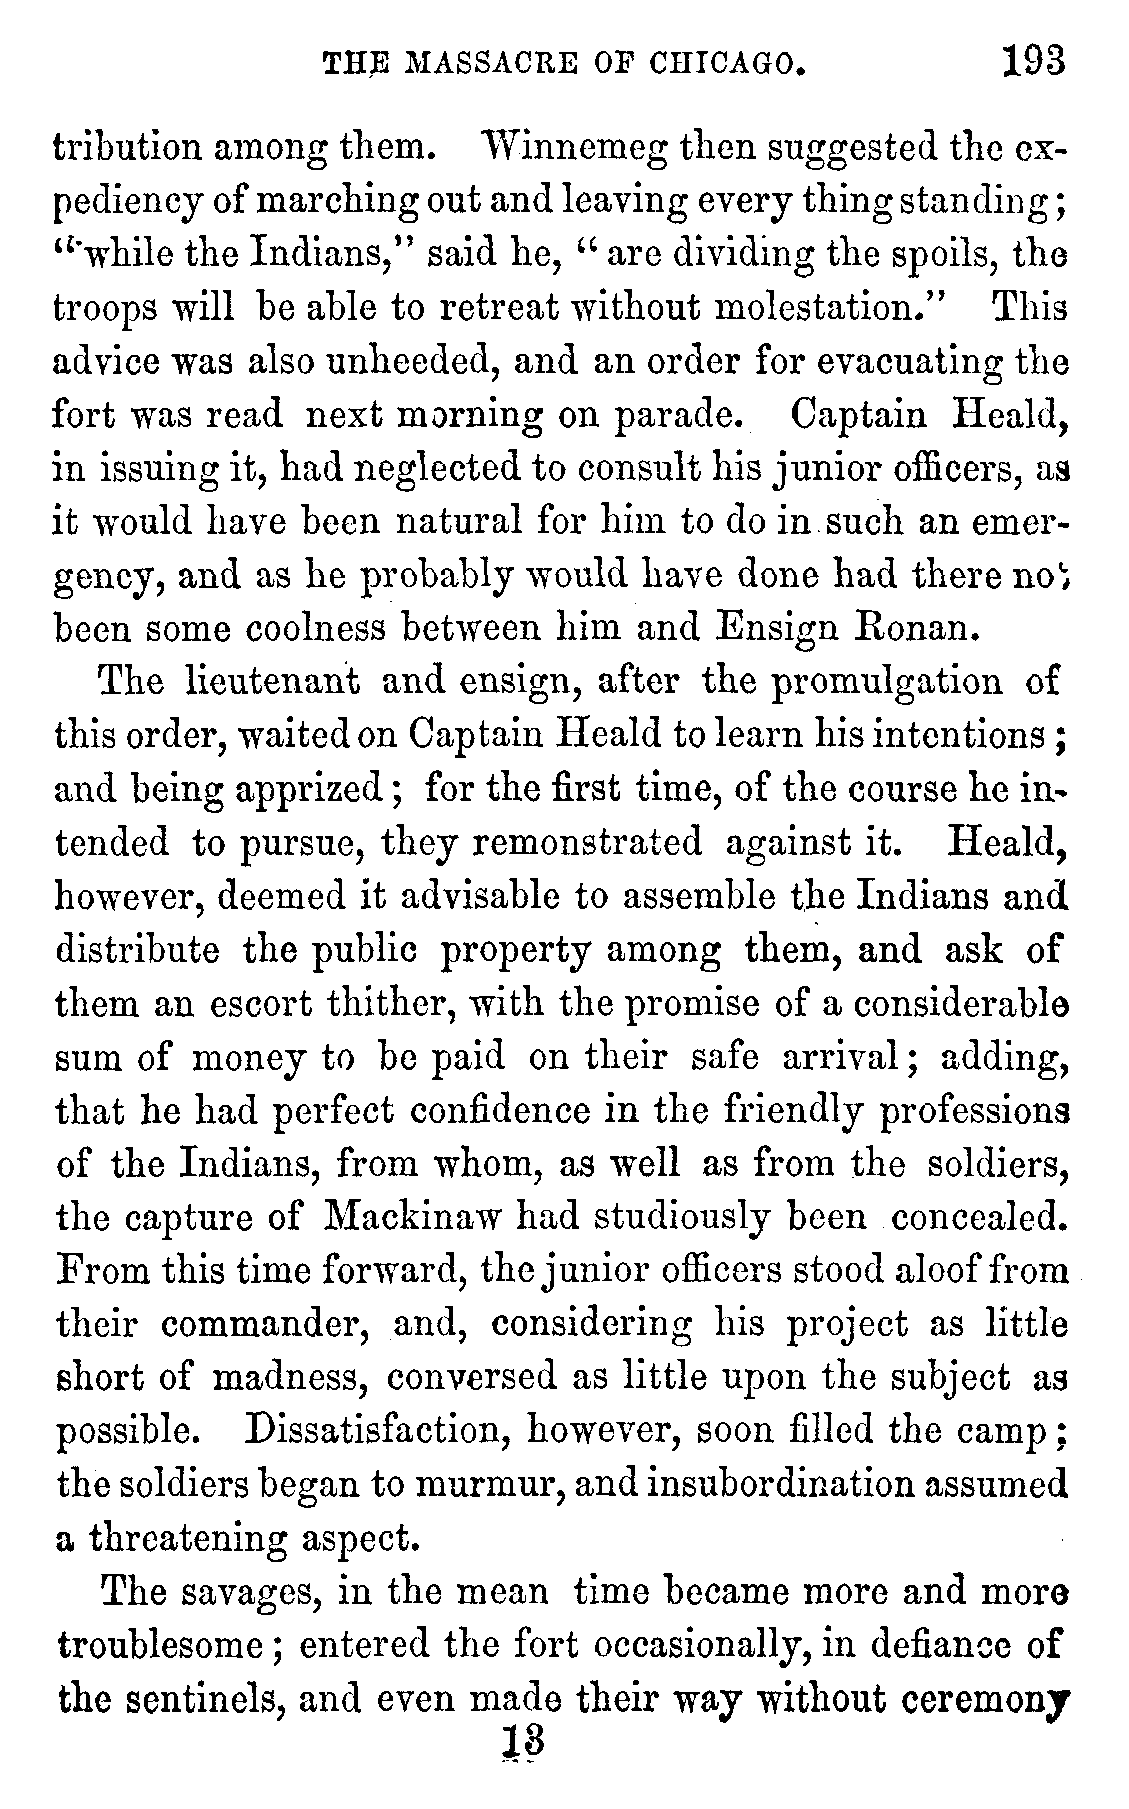 THE MASSACRE OF CHICAGO. 193
tribution among them. Winnemeg then suggested the ex-
pediency of marching out and leaving every thing standing;
"while the Indians," said he, "are dividing the spoils, the
troops will be able to retreat without molestation." This
advice was also unheeded, and an order for evacuating the
fort was read next morning on parade. Captain Heald,
in issuing it, had neglected to consult his junior officers, as
it would have been natural for him to do in such an emer-
gency, and as he probably would have done had there not
been some coolness between him and Ensign Ronan.
The lieutenant and ensign, after the promulgation of
this order, waited on Captain Heald to learn his intentions;
and being apprized; for the first time, of the course he in-
tended to pursue, they remonstrated against it. Heald,
however, deemed it advisable to assemble the Indians and
distribute the public property among them, and ask of
them an escort thither, with the promise of a considerable
sum of money to be paid on their safe arrival; adding,
that he had perfect confidence in the friendly professions
of the Indians, from whom, as well as from the soldiers,
the capture of Mackinaw had studiously been concealed.
From this time forward, the junior officers stood aloof from
their commander, and, considering his project as little
short of madness, conversed as little upon the subject as
possible. Dissatisfaction, however, soon filled the camp;
the soldiers began to murmur, and insubordination assumed
a threatening aspect.
The savages, in the mean time became more and more
troublesome; entered the fort occasionally, in defiance of
the sentinels, and even made their way without ceremony
13